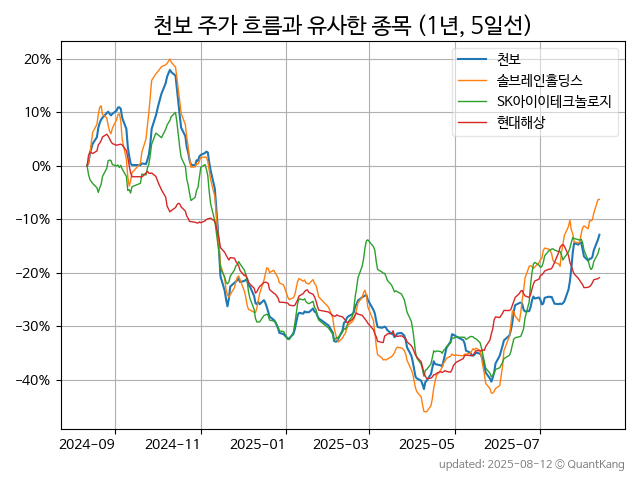 천보 주가 흐름과 유사한 종목 (1년, 5일선)
천보
솔브레인홀딩스
SK아이이테크놀로지
현대해상
20%
10%
0%
−10%
−20%
−30%
−40%
2024−09
2024−11
2025−01
2025−03
2025−05
2025−07
updated: 2025-08-12 © QuantKang